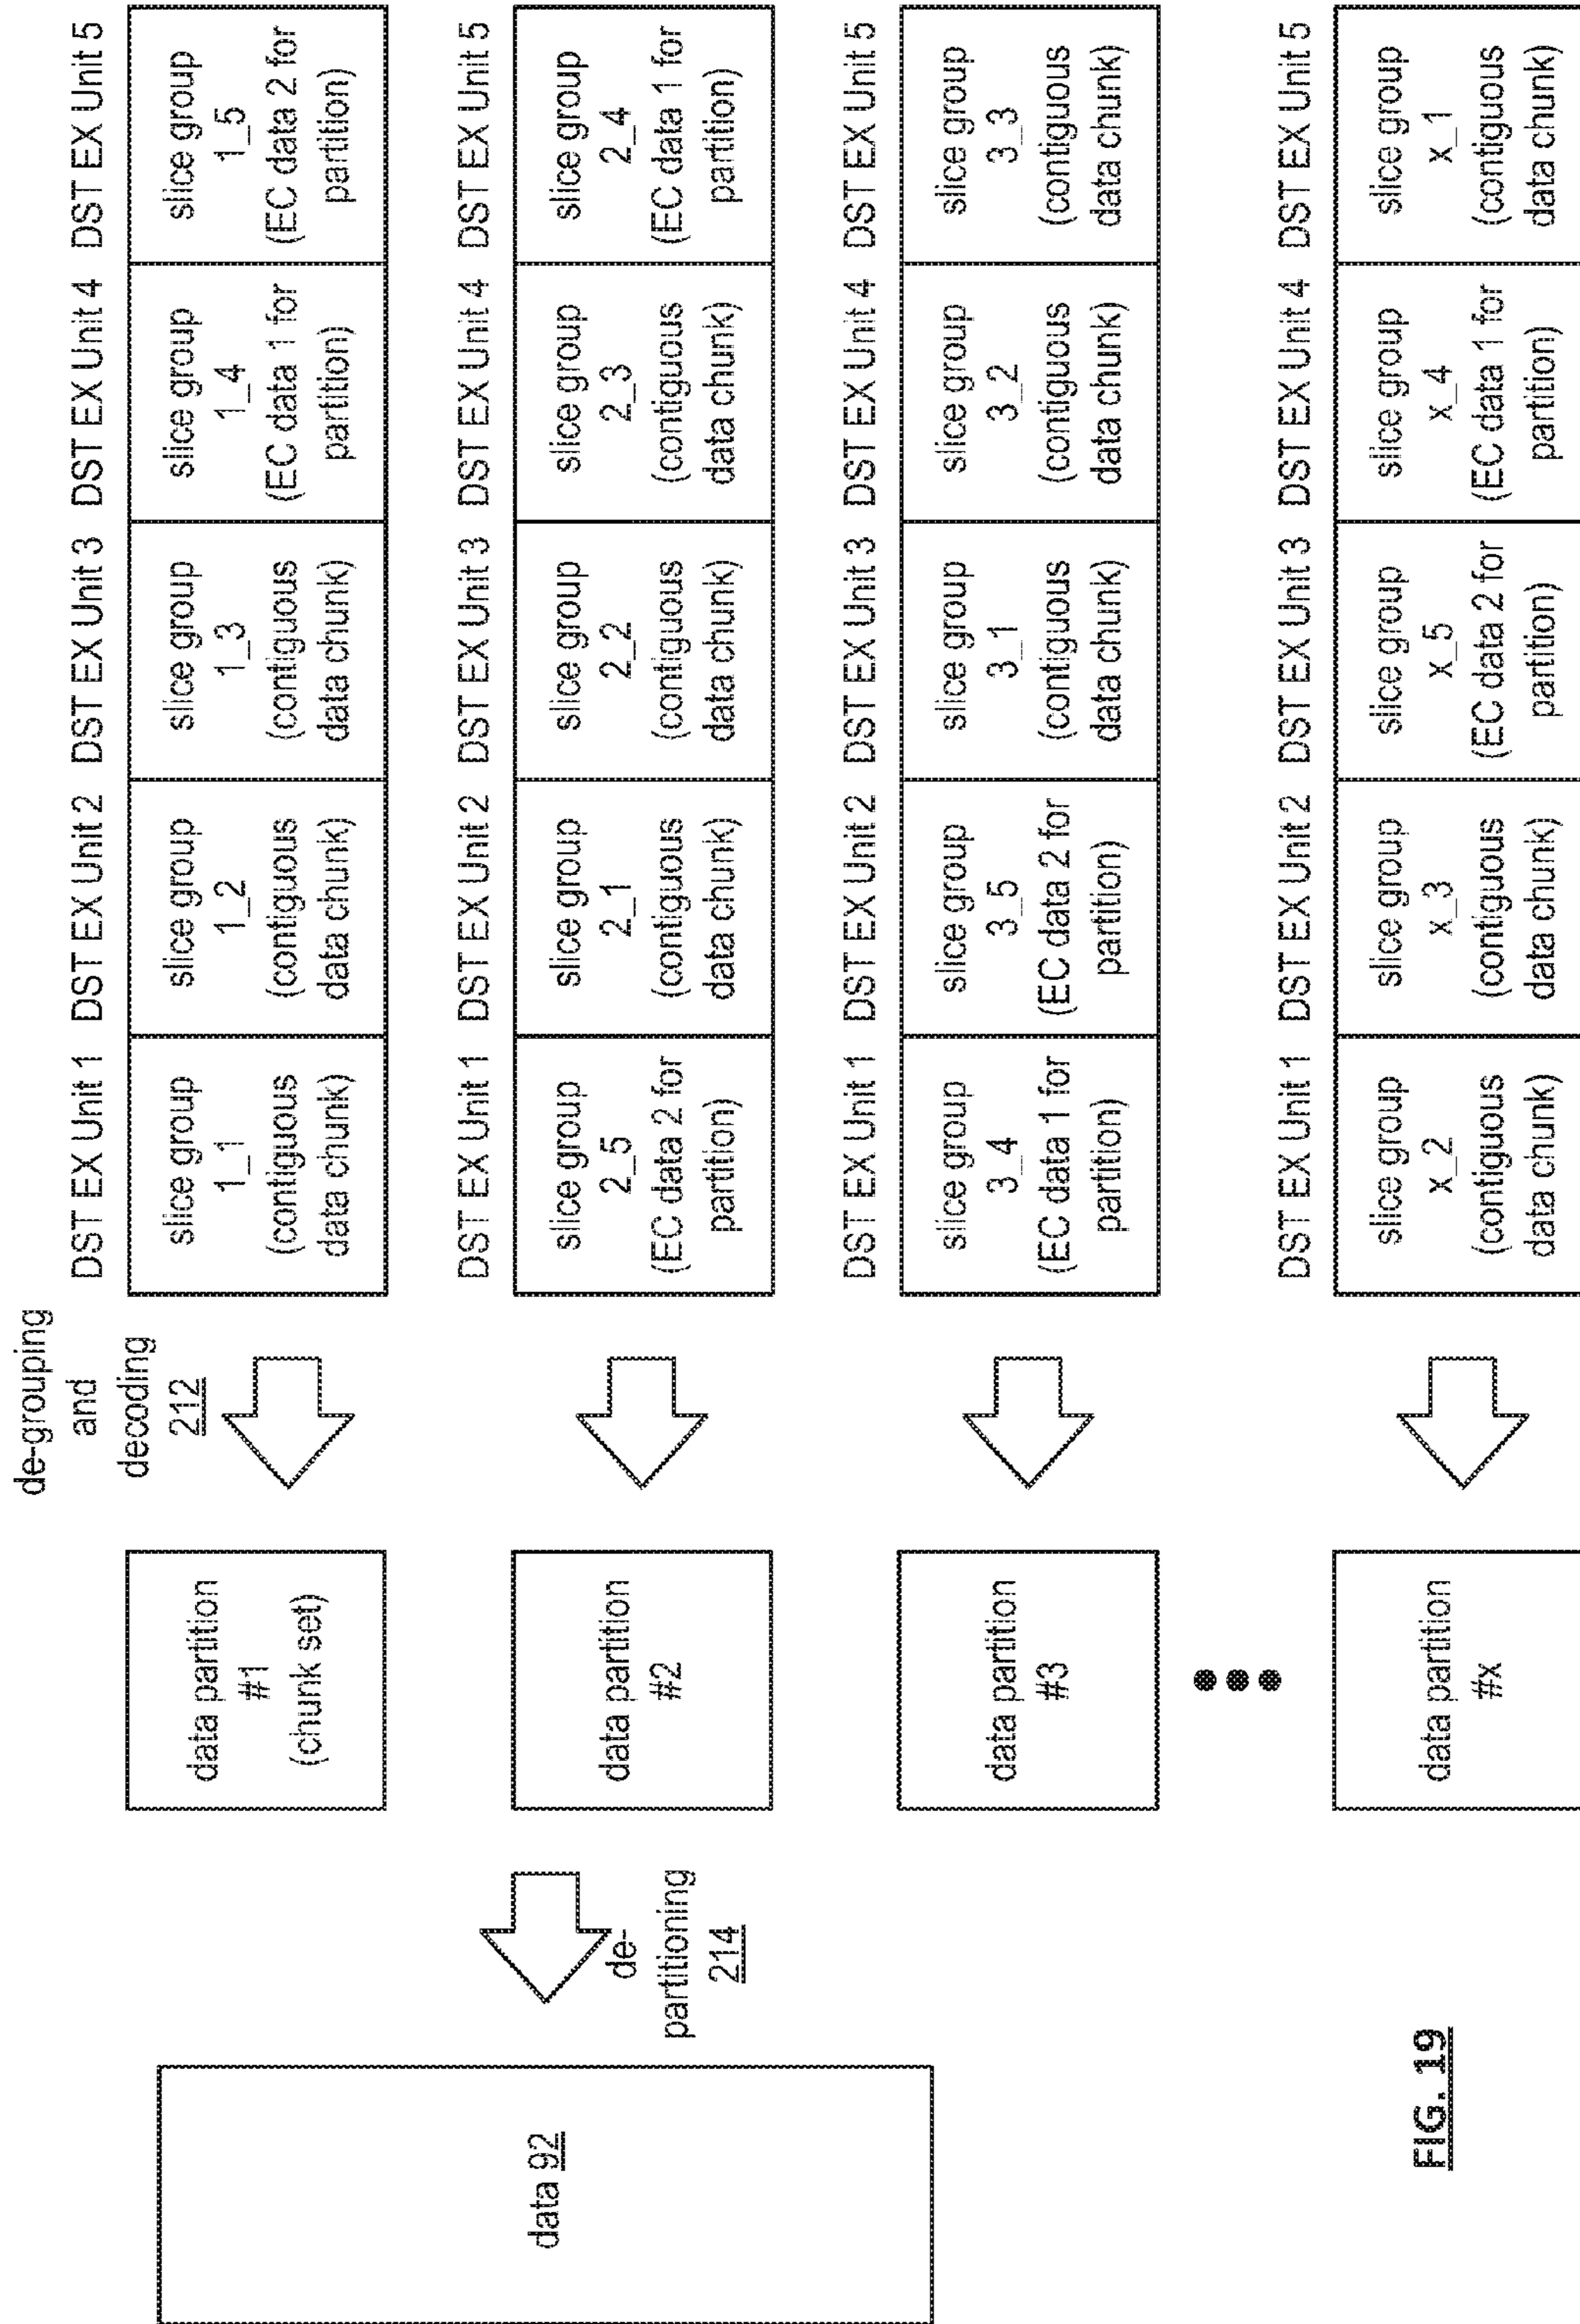 de-grouping
and
decoding
212
DST EX Unit 1 DST EX Unit 2 DST EX Unit 3 DST EX Unit 4 DST EX Unit 5
data partition
#1
(chunk set)
slice group
1_1
(contiguous
data chunk)
slice group
1_2
(contiguous
data chunk)
slice group
1_3
(contiguous
data chunk)
slice group
1_4
(EC data 1 for
partition)
slice group
1_5
(EC data 2 for
partition)
DST EX Unit 1 DST EX Unit 2 DST EX Unit 3 DST EX Unit 4 DST EX Unit 5
data 92
de-
partitioning
214
data partition
#2
slice group
2_5
(EC data 2 for
partition)
slice group
2_1
(contiguous
data chunk)
slice group
2_2
(contiguous
data chunk)
slice group
2_3
(contiguous
data chunk)
slice group
2_4
(EC data 1 for
partition)
DST EX Unit 1 DST EX Unit 2 DST EX Unit 3 DST EX Unit 4 DST EX Unit 5
data partition
#3
slice group
3_4
(EC data 1 for
partition)
slice group
3_5
(EC data 2 for
partition)
slice group
3_1
(contiguous
data chunk)
slice group
3_2
(contiguous
data chunk)
slice group
3_3
(contiguous
data chunk)
DST EX Unit 1 DST EX Unit 2 DST EX Unit 3 DST EX Unit 4 DST EX Unit 5
data partition
#x
slice group
x_2
(contiguous
data chunk)
slice group
x_3
(contiguous
data chunk)
slice group
x_5
(EC data 2 for
partition)
slice group
x_4
(EC data 1 for
partition)
slice group
x_1
(contiguous
data chunk)
FIG. 19